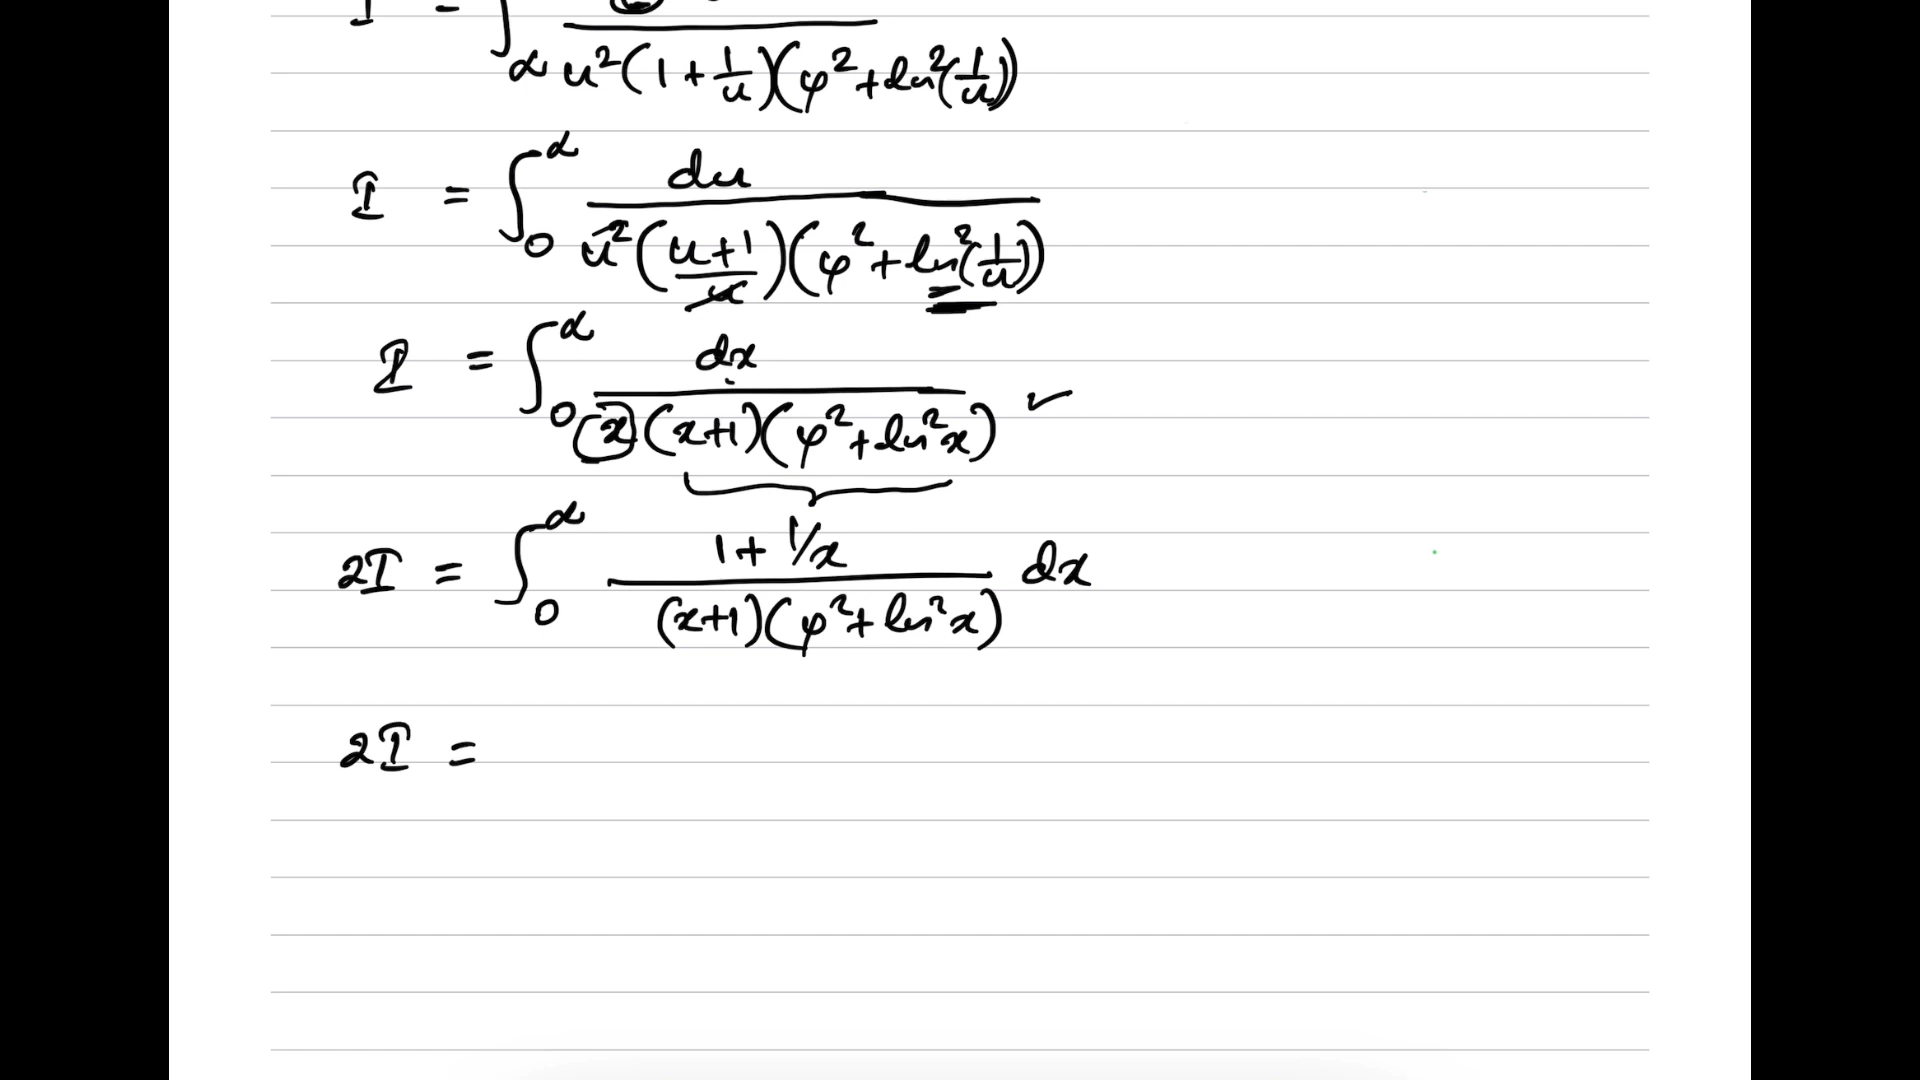 I = ∫_α u²(1 + 1/u)(φ² + ln²(1/u))
I = ∫_0^α du / u²((u+1)/u)(φ² + ln²(1/u))
I = ∫_0^α dx / x(x+1)(φ² + ln²x) ✓
2I = ∫_0^α (1 + 1/x) / (x+1)(φ² + ln²x) dx
2I =